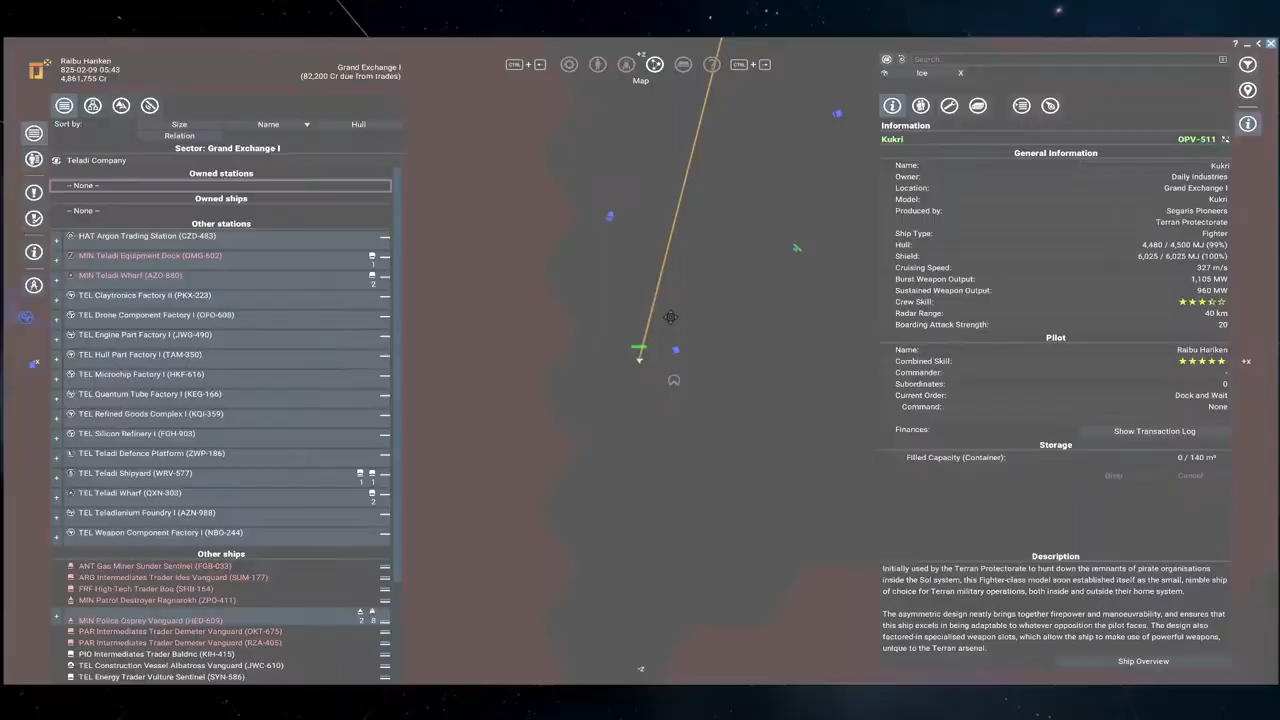 Raibu Hariken
825-02-09 05:43
4,861,755 Cr
Grand Exchange I
(82,200 Cr due from trades)
CTRL +
+z
CTRL +
Map
Sort by:
Size
Name
Hull
Relation
Sector: Grand Exchange I
Teladi Company
Owned stations
-- None --
Owned ships
-- None --
Other stations
HAT Argon Trading Station (CZD-483)
MIN Teladi Equipment Dock (OMG-602)
1
MIN Teladi Wharf (AZO-880)
2
TEL Claytronics Factory II (PKX-223)
TEL Drone Component Factory I (OFO-608)
TEL Engine Part Factory I (JWG-490)
TEL Hull Part Factory I (TAM-350)
TEL Microchip Factory I (HKF-616)
TEL Quantum Tube Factory I (KEG-166)
TEL Refined Goods Complex I (KQI-359)
TEL Silicon Refinery I (FGH-903)
TEL Teladi Defence Platform (ZWP-186)
TEL Teladi Shipyard (WRV-577)
1 1
TEL Teladi Wharf (QXN-303)
2
TEL Teladianium Foundry I (AZN-988)
TEL Weapon Component Factory I (NBG-244)
Other ships
ANT Gas Miner Sunder Sentinel (FGB-033)
ARG Intermediates Trader Ides Vanguard (SUM-177)
FRF High-Tech Trader Boa (SHB-164)
MIN Patrol Destroyer Ragnarokh (ZPO-411)
MIN Police Osprey Vanguard (HED-609)
2 8
PAR Intermediates Trader Demeter Vanguard (OKT-675)
PAR Intermediates Trader Demeter Vanguard (RZA-405)
PIO Intermediates Trader Baldric (KIH-415)
TEL Construction Vessel Albatross Vanguard (JWC-610)
TEL Energy Trader Vulture Sentinel (SYN-586)
-x
+x
-z
? _ < X
Search...
Ice X
Information
Kukri OPV-511
General Information
Name: Kukri
Owner: Daily Industries
Location: Grand Exchange I
Model: Kukri
Produced by: Segaris Pioneers
Terran Protectorate
Ship Type: Fighter
Hull: 4,480 / 4,500 MJ (99%)
Shield: 6,025 / 6,025 MJ (100%)
Cruising Speed: 327 m/s
Burst Weapon Output: 1,105 MW
Sustained Weapon Output: 960 MW
Crew Skill:
Radar Range: 40 km
Boarding Attack Strength: 20
Pilot
Name: Raibu Hariken
Combined Skill:
Commander: -
Subordinates: 0
Current Order: Dock and Wait
Command: None
Finances: Show Transaction Log
Storage
Filled Capacity (Container): 0 / 140 m³
Drop Cancel
Description
Initially used by the Terran Protectorate to hunt down the remnants of pirate organisations
inside the Sol system, this Fighter-class model soon established itself as the small, nimble ship
of choice for Terran military operations, both inside and outside their home system.
The asymmetric design neatly brings together firepower and manoeuvrability, and ensures that
this ship excels in being adaptable to whatever opposition the pilot faces. The design also
factored-in specialised weapon slots, which allow the ship to make use of powerful weapons,
unique to the Terran arsenal.
Ship Overview